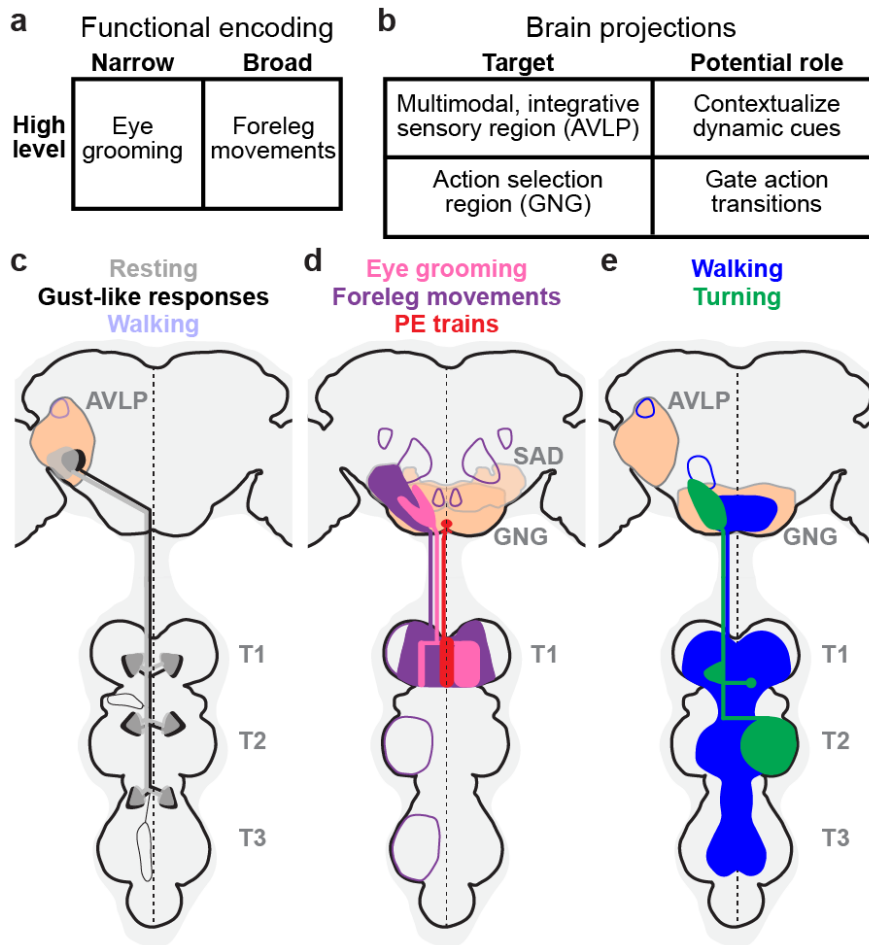 a
Functional encoding
Narrow
Broad
High
level
Eye
grooming
Foreleg
movements
b
Brain projections
Target
Potential role
Multimodal, integrative
sensory region (AVLP)
Contextualize
dynamic cues
Action selection
region (GNG)
Gate action
transitions
c
Resting
Gust-like responses
Walking
AVLP
T1
T2
T3
d
Eye grooming
Foreleg movements
PE trains
SAD
GNG
T1
e
Walking
Turning
AVLP
GNG
T1
T2
T3